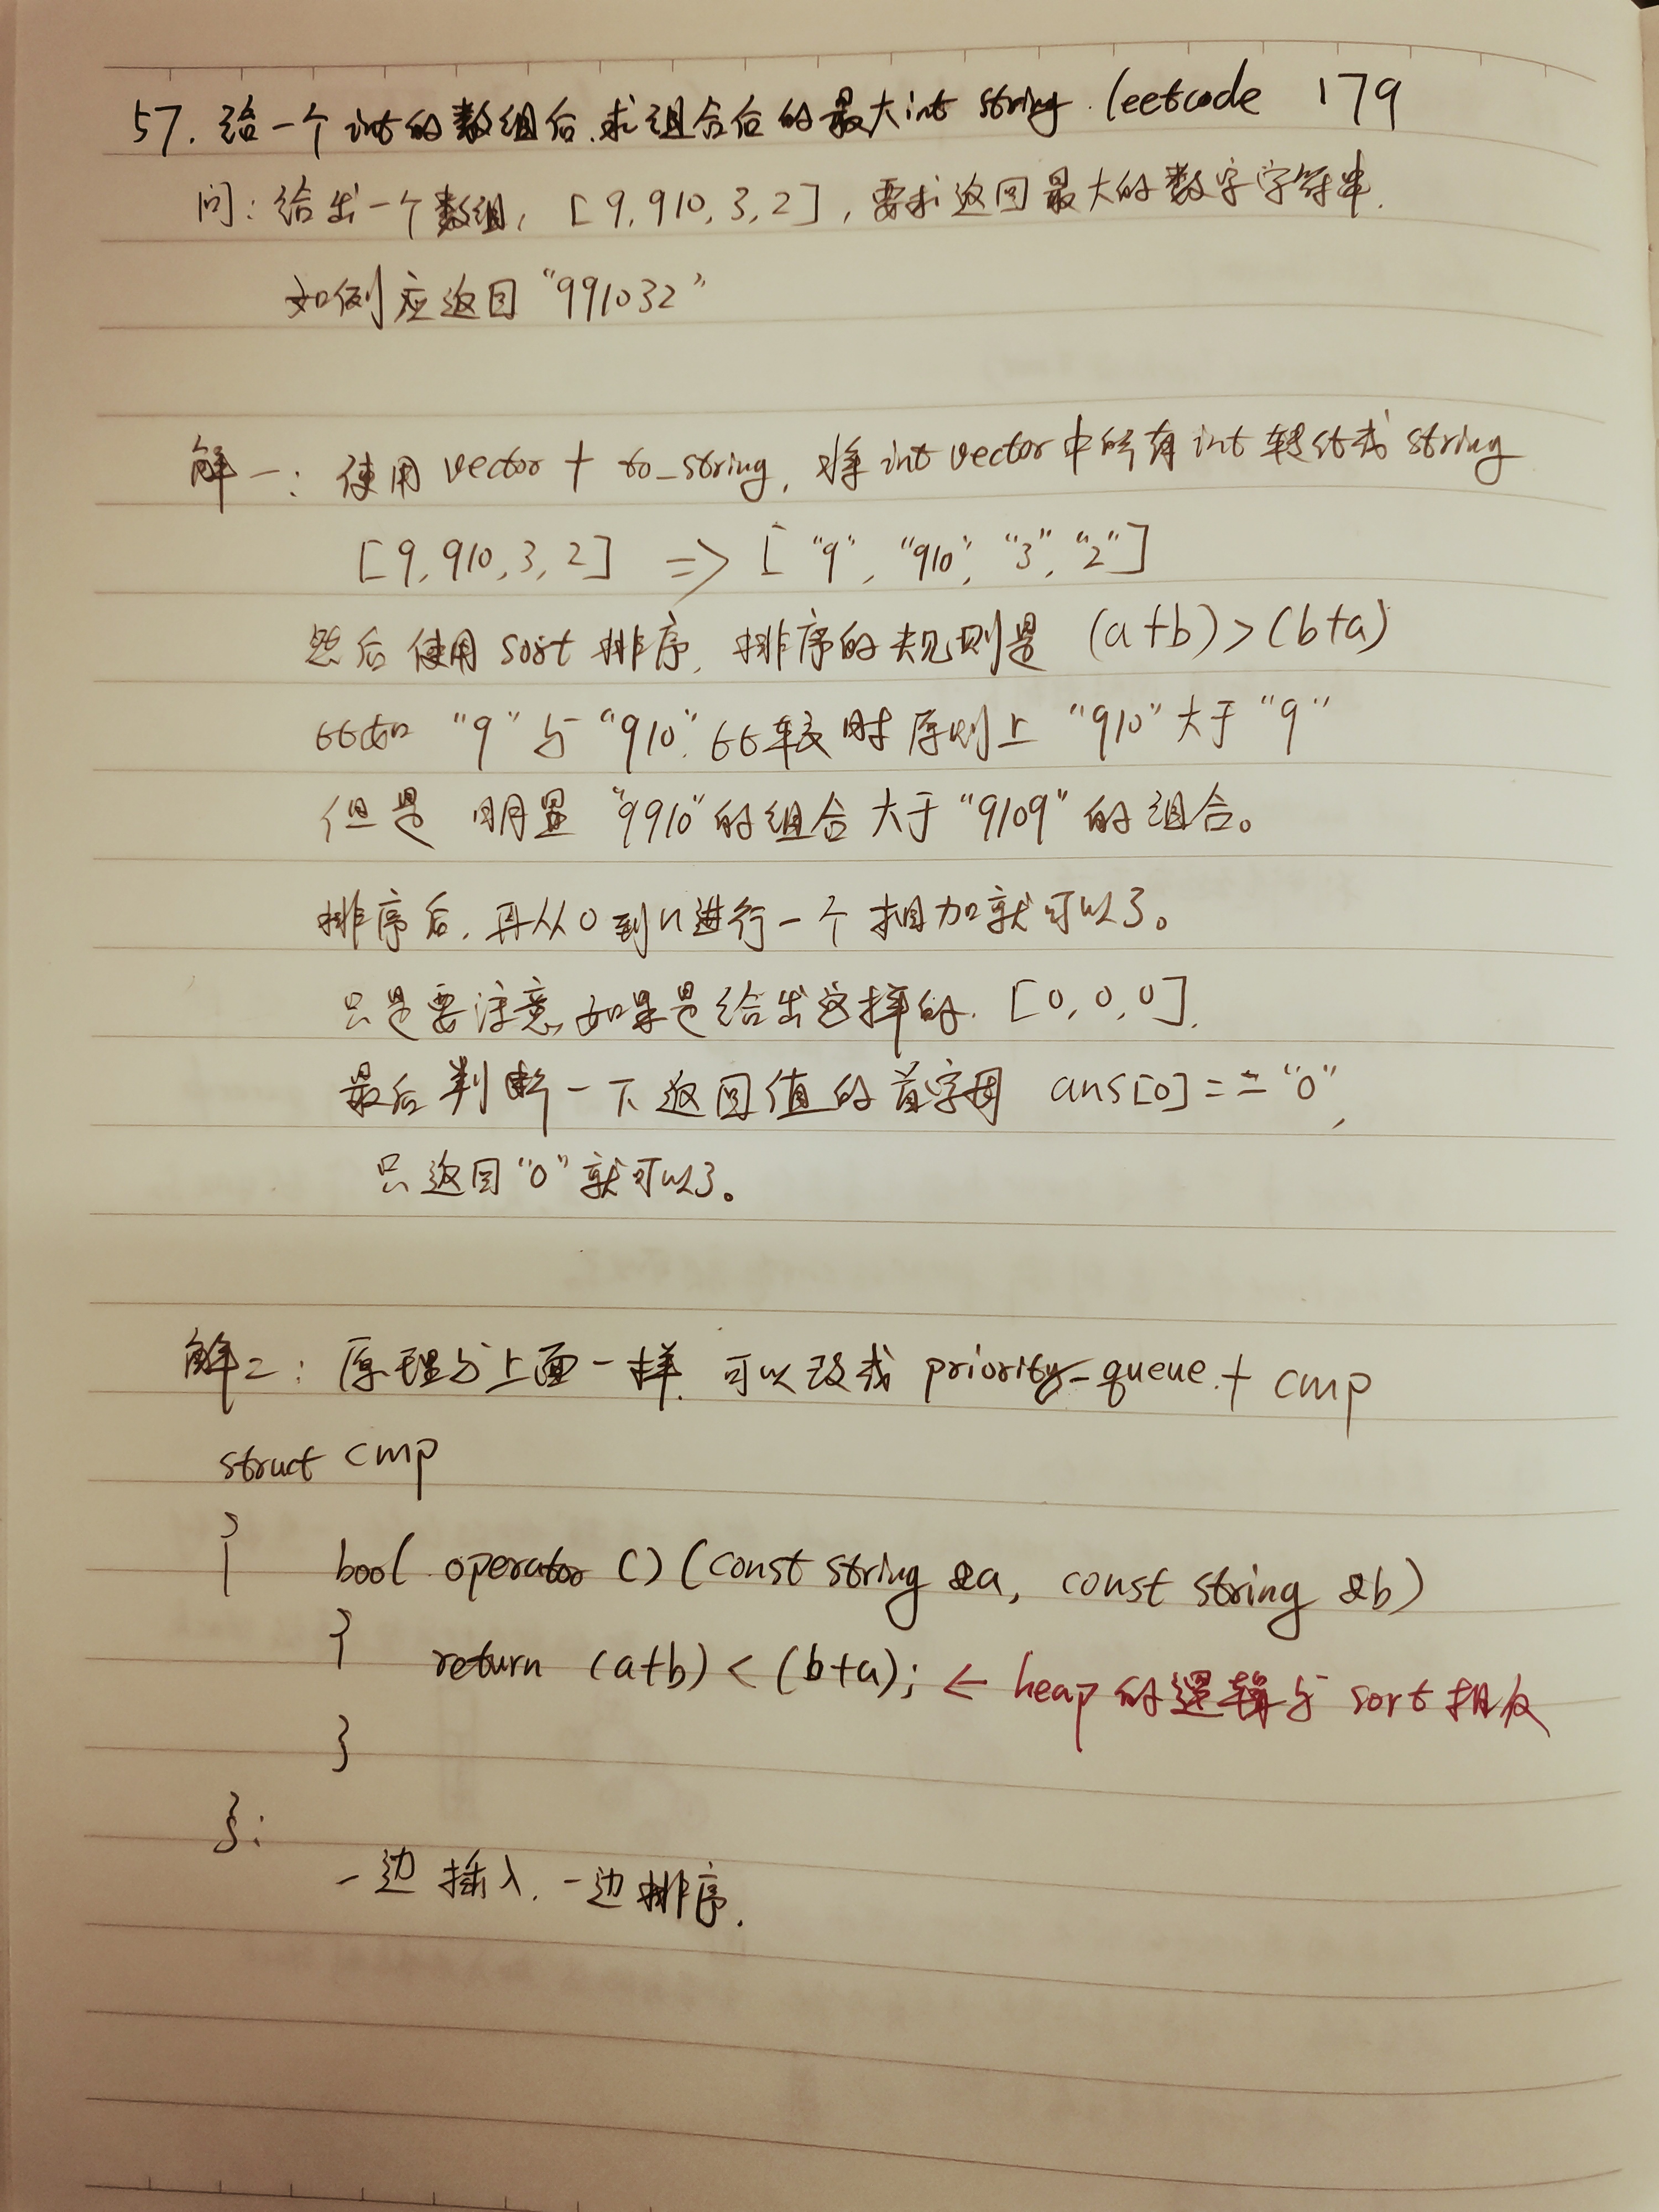 57. 给一个int的数组后,求组合后的最大int string. leetcode 179
问:给出一个数组, [9,910,3,2],要求返回最大的数字字符串.
如例应返回“991032”
解一:使用vector + to_string, 将int vector中所有int转化成string
[9,910,3,2] => [“9”, “910”, “3”, “2”]
然后使用sort排序, 排序的规则是 (a+b)>(b+a)
比如 “9”与“910”比较时原则上 “910”大于“9”
但是 明显 “9910”的组合大于“9109”的组合。
排序后,再从0到n进行一个相加就可以了。
只是要注意,如果是给出这样的. [0,0,0],
最后判断一下返回值的首字母 ans[0]==“0”,
只返回“0”就可以了。
解二:原理与上面一样, 可以改成 priority_queue + cmp
struct cmp
{
bool operator ()(const string &a, const string &b)
{ return (a+b) < (b+a); ← heap的逻辑与 sort相反
}
};
一边插入, 一边排序.